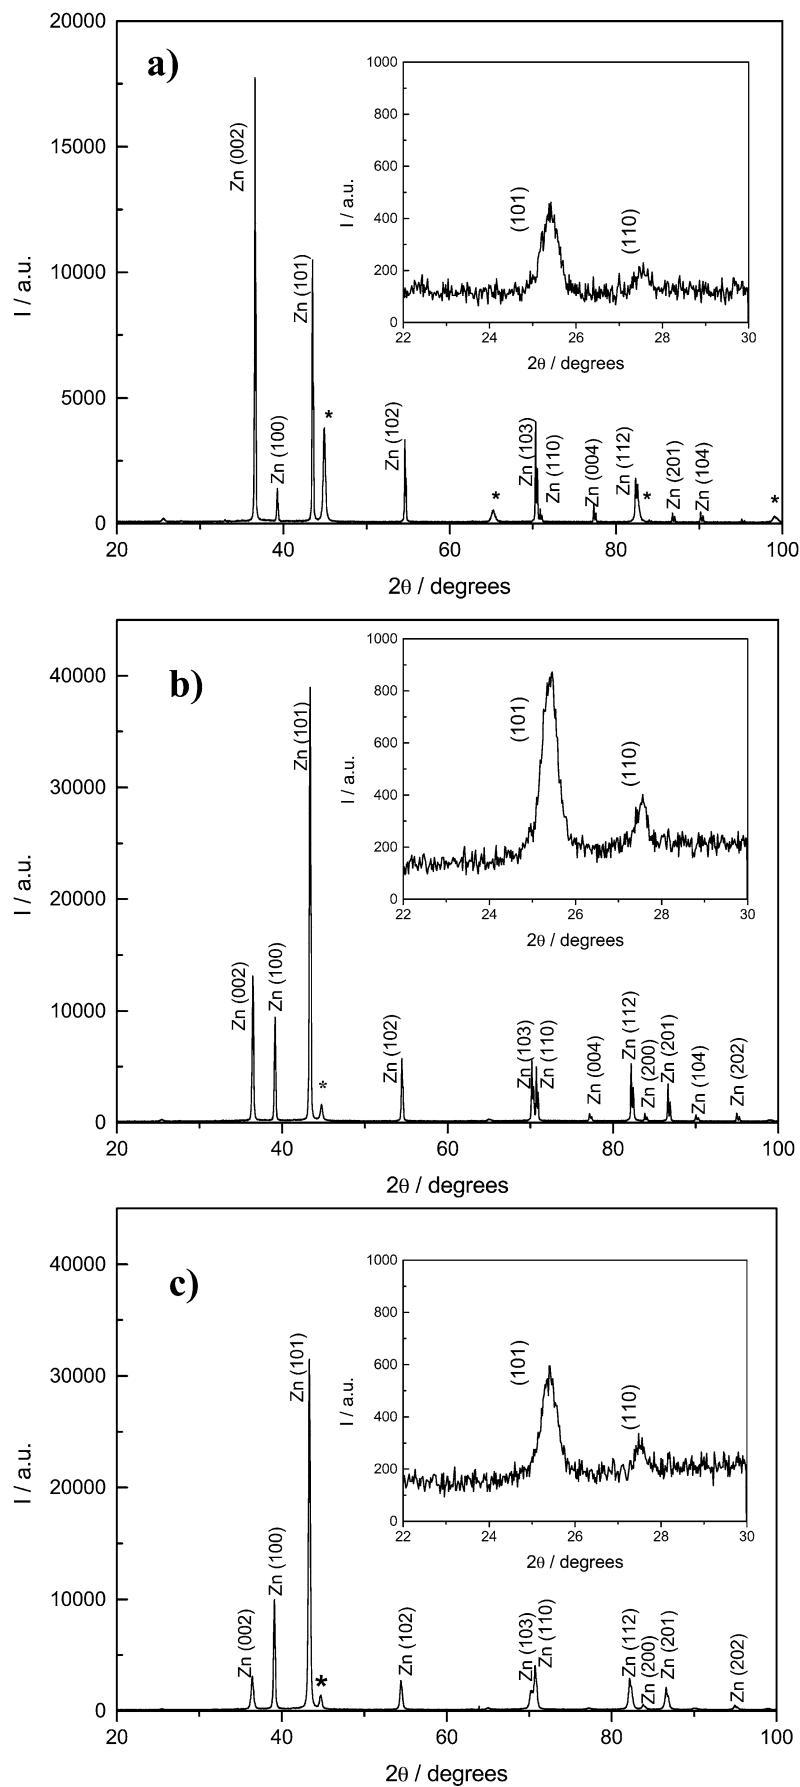 a)
20000
15000
10000
5000
0
I / a.u.
Zn (002)
Zn (100)
Zn (101)
*
Zn (102)
*
Zn (103)
Zn (110)
Zn (004)
Zn (112)
*
Zn (201)
Zn (104)
*
20 40 60 80 100
2θ / degrees
1000
800
600
400
200
0
I / a.u.
(101)
(110)
22 24 26 28 30
2θ / degrees
b)
40000
30000
20000
10000
0
I / a.u.
Zn (002)
Zn (100)
Zn (101)
*
Zn (102)
Zn (103)
Zn (110)
Zn (004)
Zn (112)
Zn (200)
Zn (201)
Zn (104)
Zn (202)
20 40 60 80 100
2θ / degrees
1000
800
600
400
200
0
I / a.u.
(101)
(110)
22 24 26 28 30
2θ / degrees
c)
40000
30000
20000
10000
0
I / a.u.
Zn (002)
Zn (100)
Zn (101)
*
Zn (102)
Zn (103)
Zn (110)
Zn (112)
Zn (200)
Zn (201)
Zn (202)
20 40 60 80 100
2θ / degrees
1000
800
600
400
200
0
I / a.u.
(101)
(110)
22 24 26 28 30
2θ / degrees